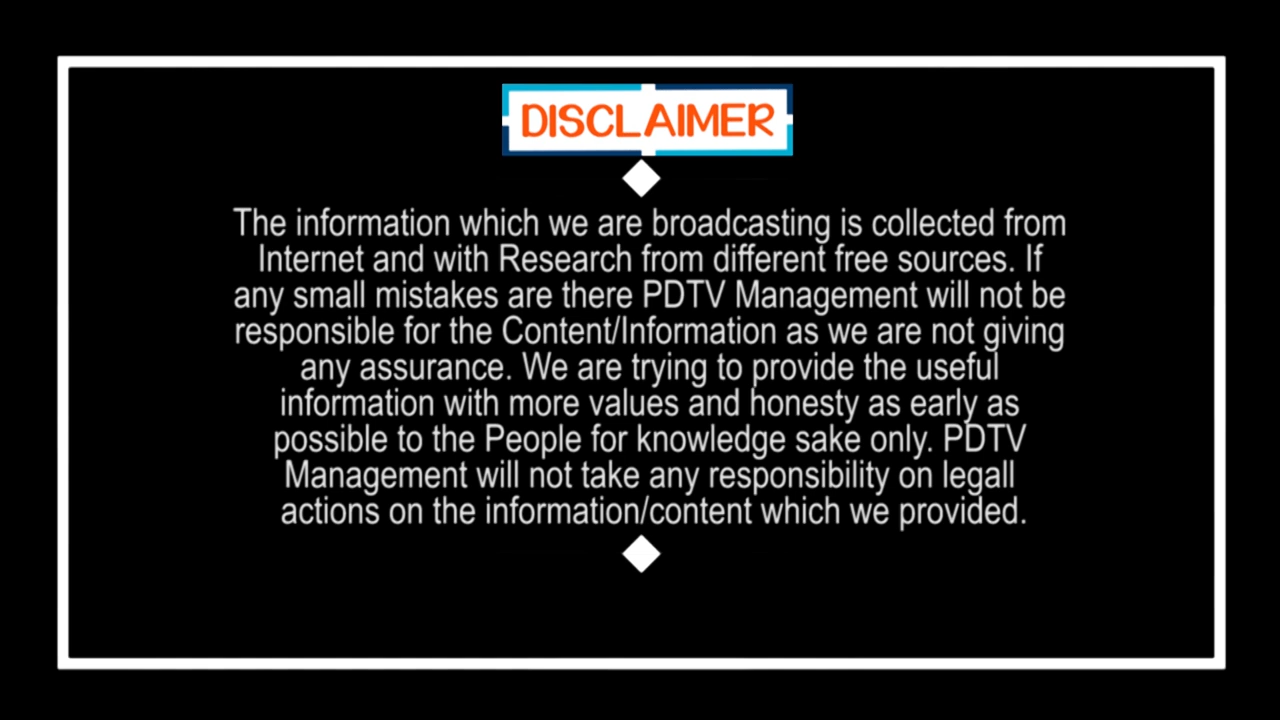 DISCLAIMER
The information which we are broadcasting is collected from
Internet and with Research from different free sources. If
any small mistakes are there PDTV Management will not be
responsible for the Content/Information as we are not giving
any assurance. We are trying to provide the useful
information with more values and honesty as early as
possible to the People for knowledge sake only. PDTV
Management will not take any responsibility on legall
actions on the information/content which we provided.